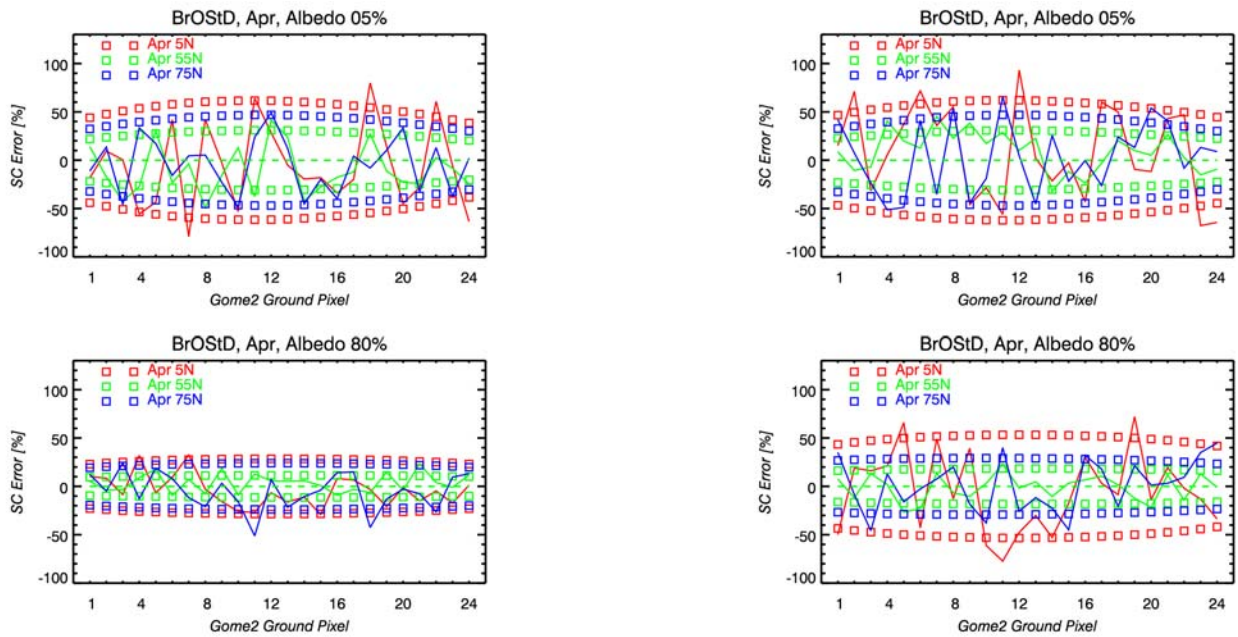 BrOStD, Apr, Albedo 05%
Apr 5N
Apr 55N
Apr 75N
100
50
0
-50
-100
SC Error [%]
1 4 8 12 16 20 24
Gome2 Ground Pixel
BrOStD, Apr, Albedo 05%
Apr 5N
Apr 55N
Apr 75N
100
50
0
-50
-100
SC Error [%]
1 4 8 12 16 20 24
Gome2 Ground Pixel
BrOStD, Apr, Albedo 80%
Apr 5N
Apr 55N
Apr 75N
100
50
0
-50
-100
SC Error [%]
1 4 8 12 16 20 24
Gome2 Ground Pixel
BrOStD, Apr, Albedo 80%
Apr 5N
Apr 55N
Apr 75N
100
50
0
-50
-100
SC Error [%]
1 4 8 12 16 20 24
Gome2 Ground Pixel